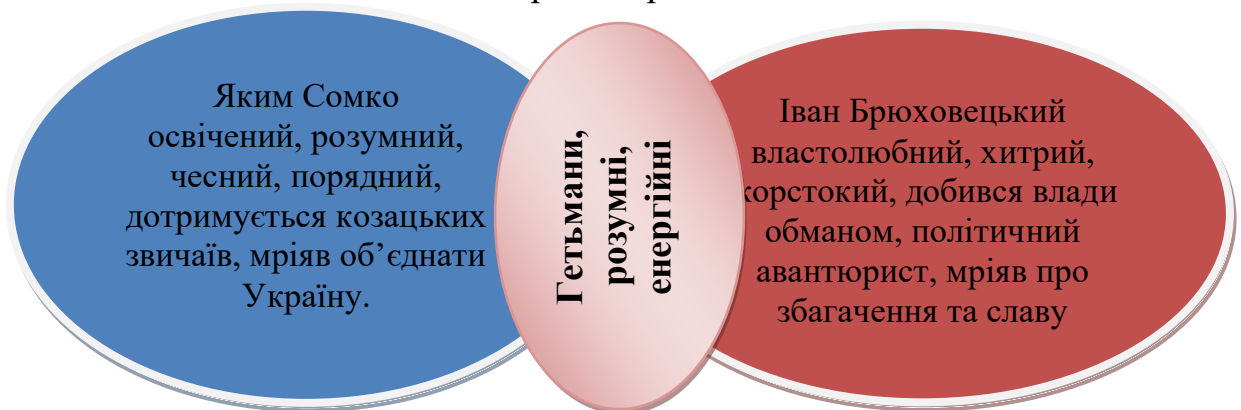 Яким Сомко
освічений, розумний,
чесний, порядний,
дотримується козацьких
звичаїв, мріяв об’єднати
Україну.
Гетьмани,
розумні,
енергійні
Іван Брюховецький
властолюбний, хитрий,
жорстокий, добився влади
обманом, політичний
авантюрист, мріяв про
збагачення та славу